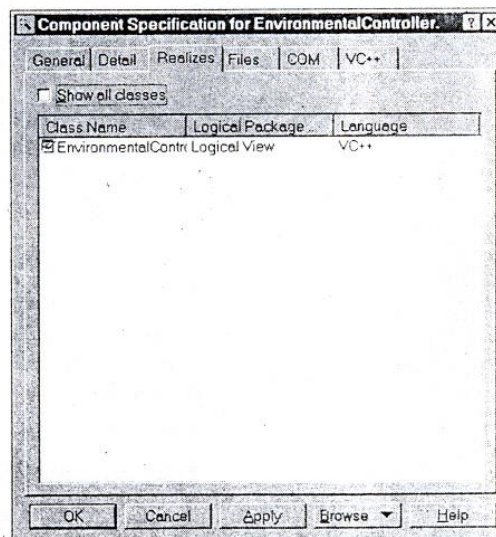 Component Specification for EnvironmentalController. ? x
General Detail Realizes Files COM VC++
Show all classes
Class Name Logical Package .. Language
EnvironmentalContr Logical View VC++
OK Cancel Apply Browse Help